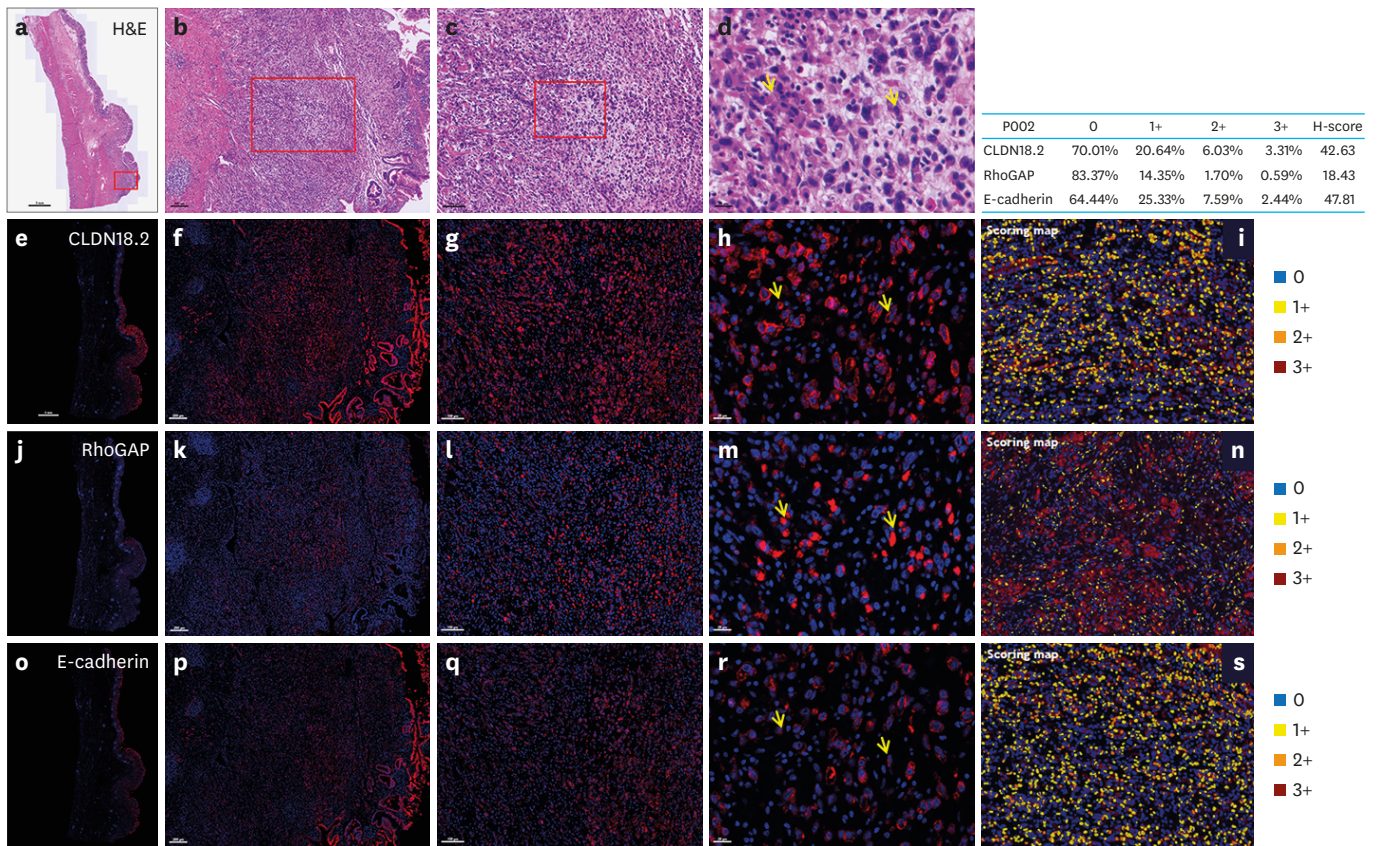 a H&E
b
c
d
P002 0 1+ 2+ 3+ H-score
CLDN18.2 70.01% 20.64% 6.03% 3.31% 42.63
RhoGAP 83.37% 14.35% 1.70% 0.59% 18.43
E-cadherin 64.44% 25.33% 7.59% 2.44% 47.81
e CLDN18.2
f
g
h
Scoring map i
0
1+
2+
3+
j RhoGAP
k
l
m
Scoring map n
0
1+
2+
3+
o E-cadherin
p
q
r
Scoring map s
0
1+
2+
3+